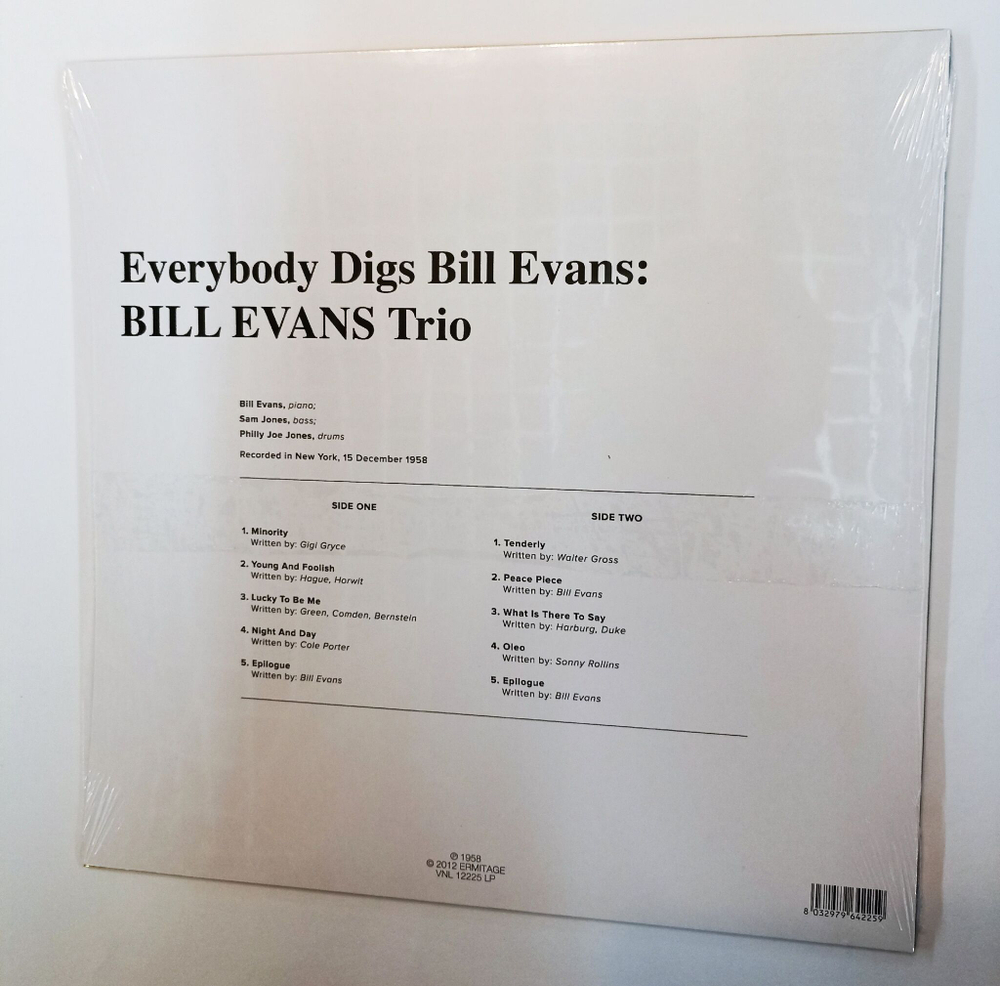 Everybody Digs Bill Evans:
BILL EVANS Trio
Bill Evans, piano;
Sam Jones, bass;
Philly Joe Jones, drums
Recorded in New York, 15 December 1958
SIDE ONE
1. Minority
Written by: Gigi Gryce
2. Young And Foolish
Written by: Hague, Horwit
3. Lucky To Be Me
Written by: Green, Comden, Bernstein
4. Night And Day
Written by: Cole Porter
5. Epilogue
Written by: Bill Evans
SIDE TWO
1. Tenderly
Written by: Walter Gross
2. Peace Piece
Written by: Bill Evans
3. What Is There To Say
Written by: Harburg, Duke
4. Oleo
Written by: Sonny Rollins
5. Epilogue
Written by: Bill Evans
℗ 1958
© 2012 ERMITAGE
VNL 12225 LP
8 032979 642259